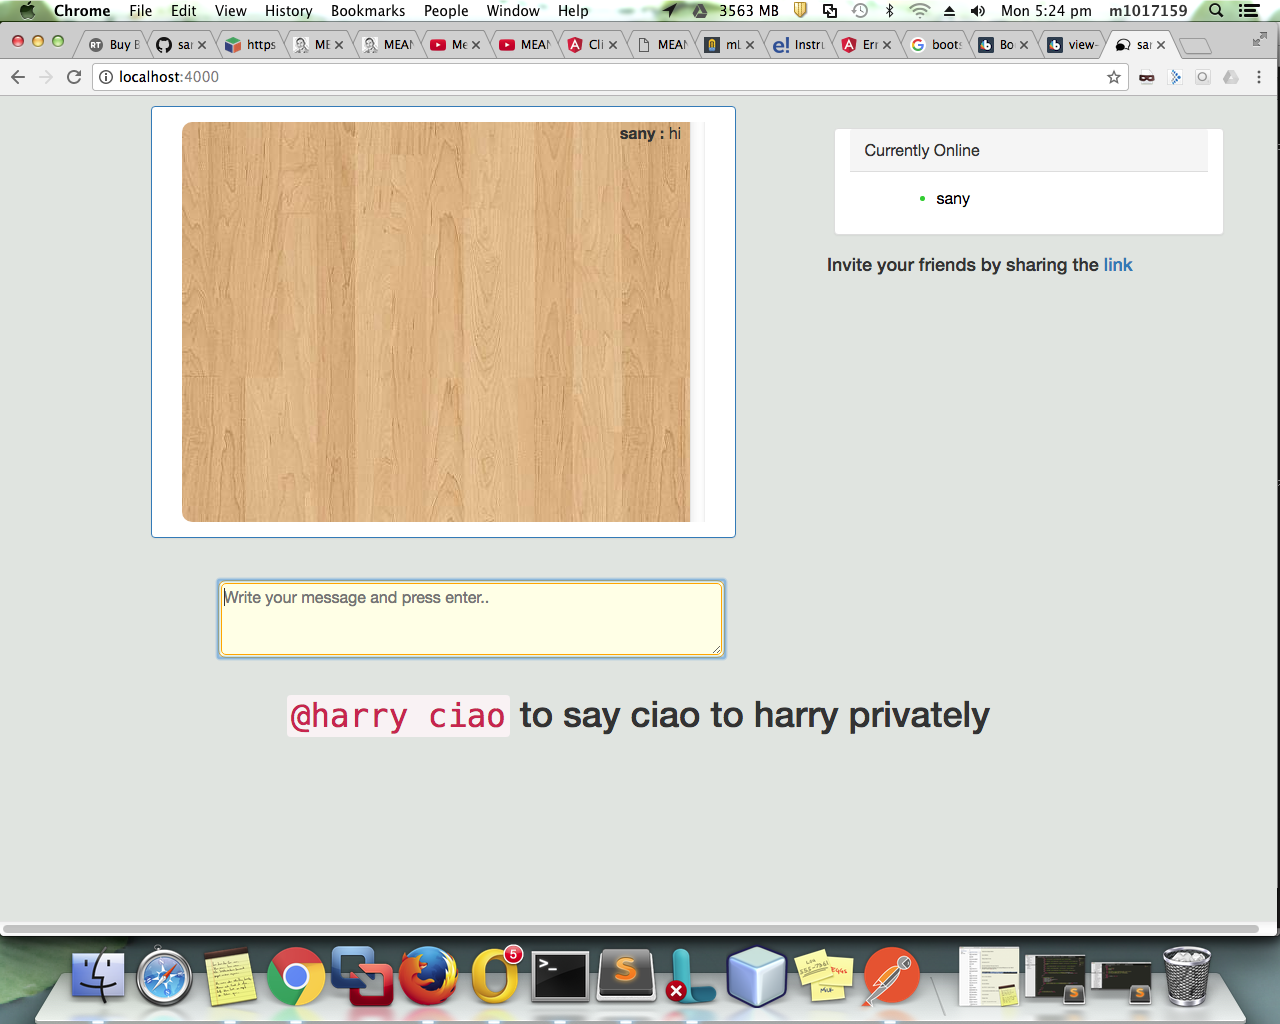 Chrome File Edit View History Bookmarks People Window Help 3563 MB Mon 5:24 pm m1017159
RT Buy B sar https ME MEAN Me MEAN Cli MEAN mL e! Instru Err boots Bo view- sar
localhost:4000
sany : hi
Currently Online
sany
Invite your friends by sharing the link
Write your message and press enter..
@harry ciao to say ciao to harry privately
5